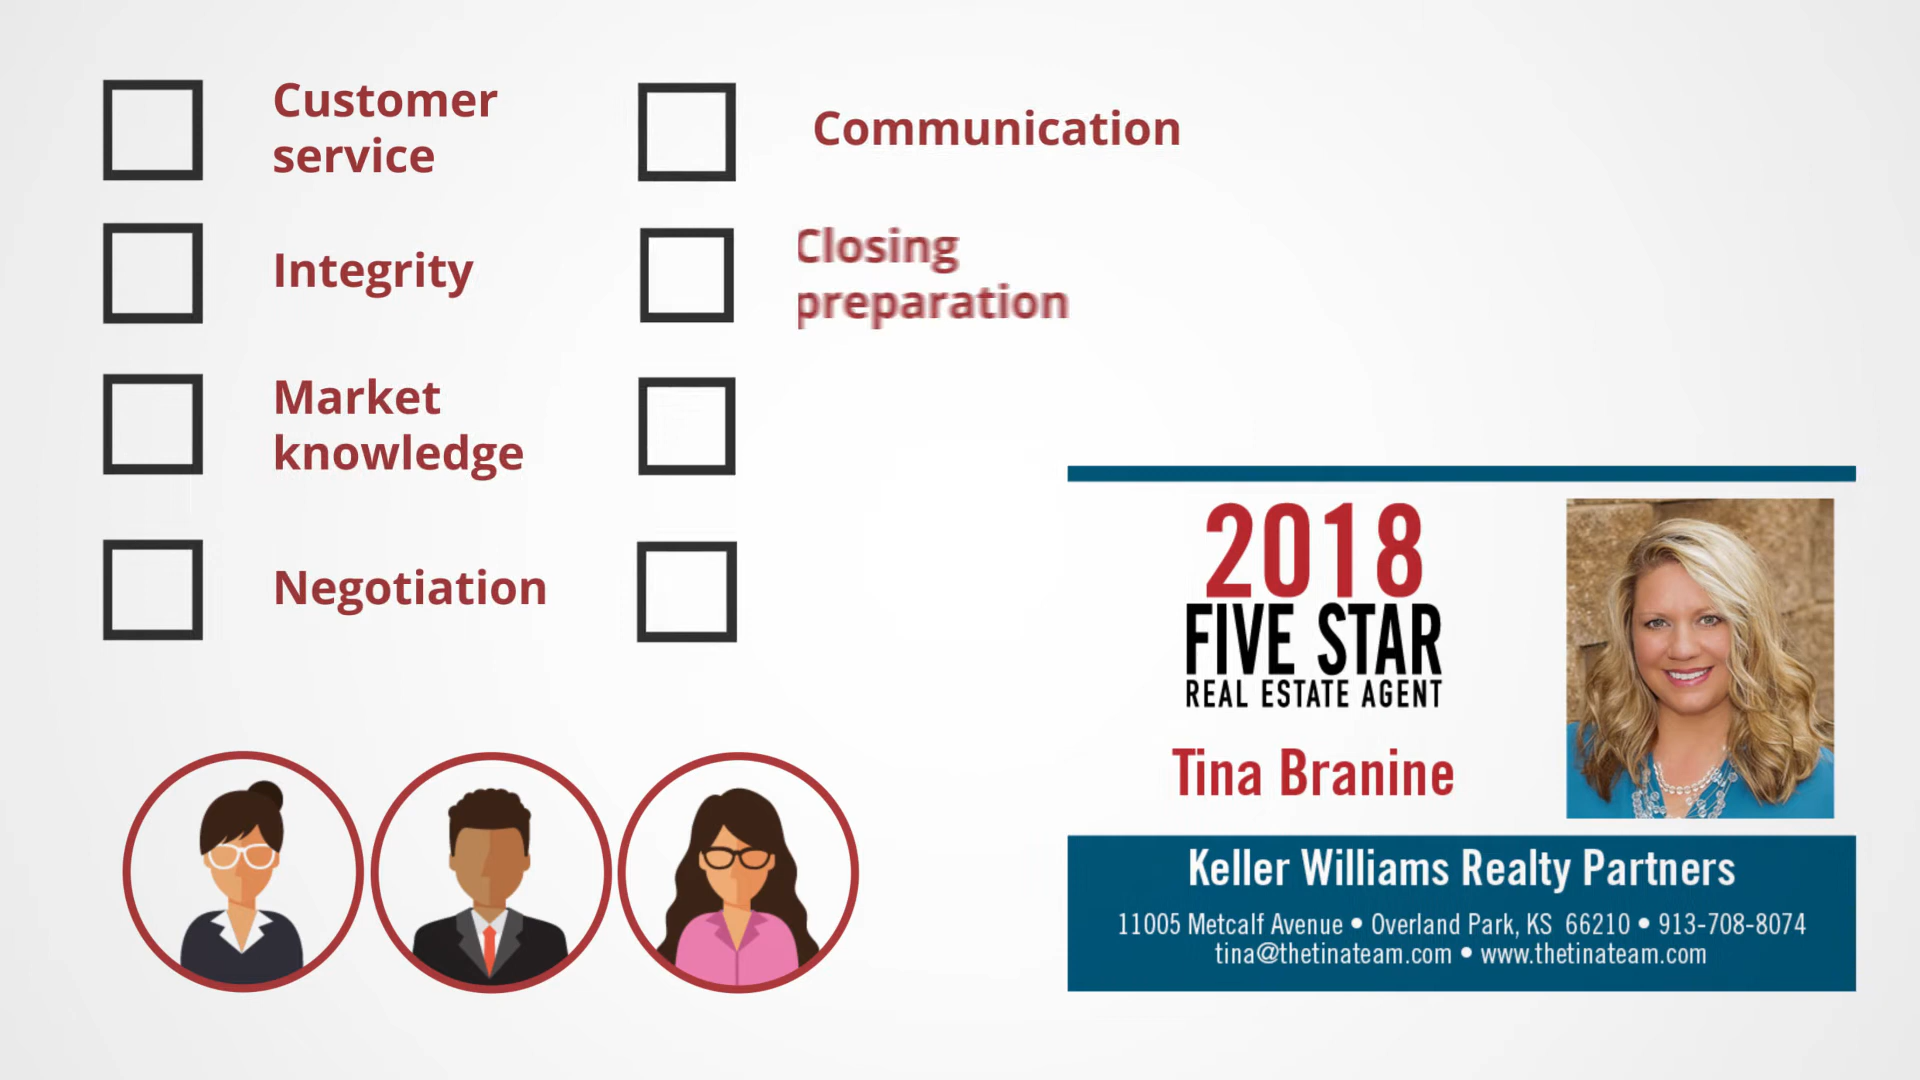 Customer
service
Integrity
Market
knowledge
Negotiation
Communication
Closing
preparation
2018
FIVE STAR
REAL ESTATE AGENT
Tina Branine
Keller Williams Realty Partners
11005 Metcalf Avenue • Overland Park, KS 66210 • 913-708-8074
tina@thetinateam.com • www.thetinateam.com